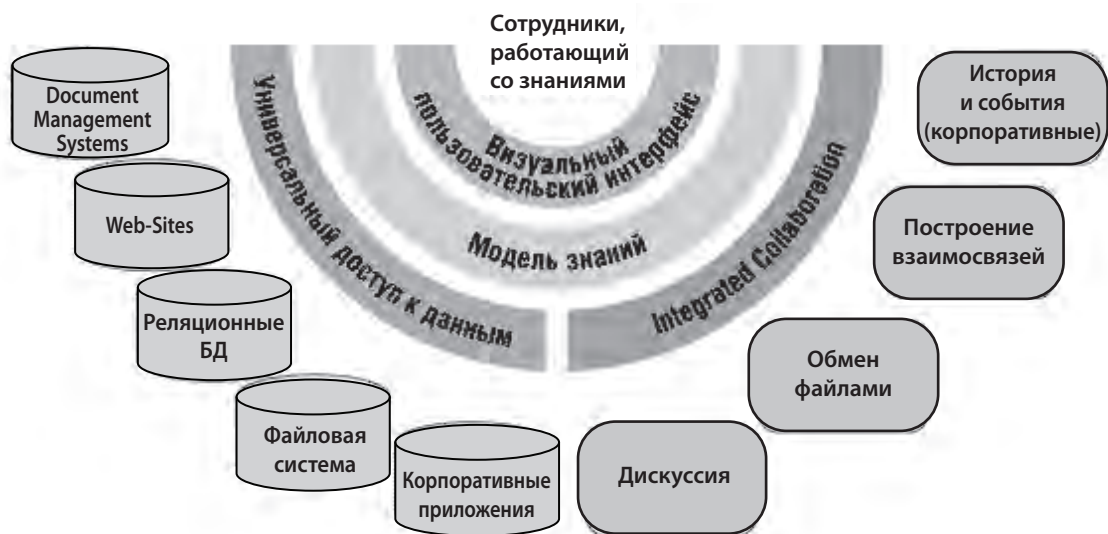 Сотрудники,
работающий
со знаниями
Визуальный
пользовательский интерфейс
Модель знаний
Универсальный доступ к данным
Integrated Collaboration
Document
Management
Systems
Web-Sites
Реляционные
БД
Файловая
система
Корпоративные
приложения
История
и события
(корпоративные)
Построение
взаимосвязей
Обмен
файлами
Дискуссия